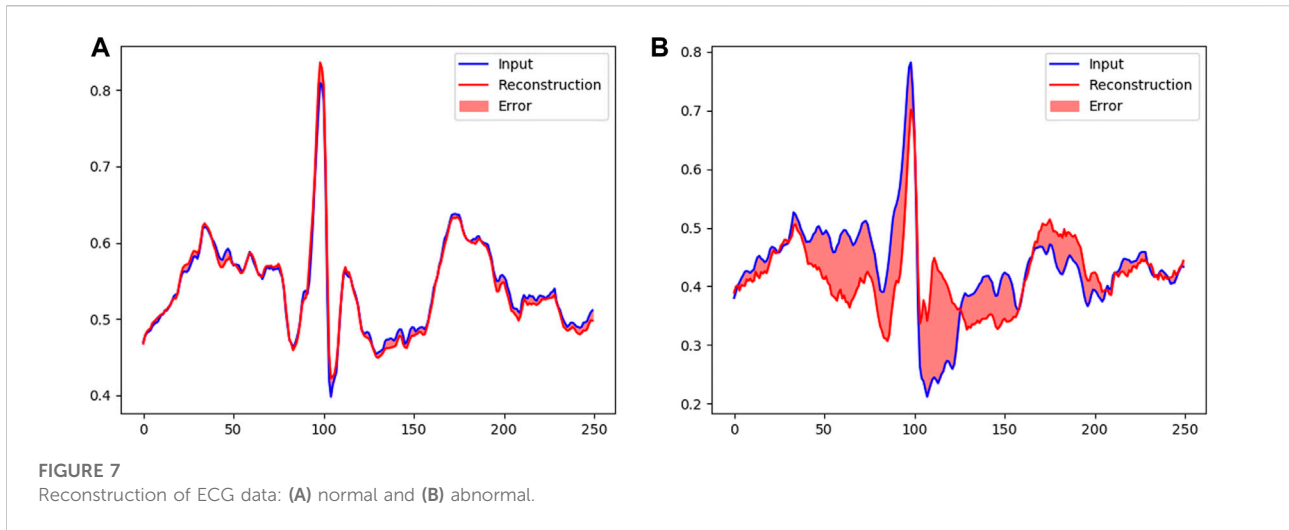 A
Input
Reconstruction
Error
0.8
0.7
0.6
0.5
0.4
0 50 100 150 200 250
B
Input
Reconstruction
Error
0.8
0.7
0.6
0.5
0.4
0.3
0.2
0 50 100 150 200 250
FIGURE 7
Reconstruction of ECG data: (A) normal and (B) abnormal.